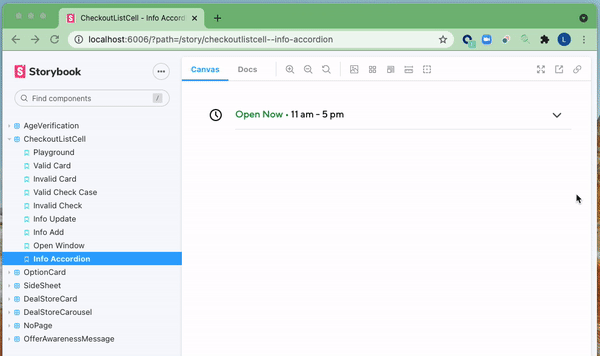 CheckoutListCell - Info Accord
localhost:6006/?path=/story/checkoutlistcell--info-accordion
L
Storybook
Canvas
Docs
Find components
/
Open Now • 11 am - 5 pm
AgeVerification
CheckoutListCell
Playground
Valid Card
Invalid Card
Valid Check Case
Invalid Check
Info Update
Info Add
Open Window
Info Accordion
OptionCard
SideSheet
DealStoreCard
DealStoreCarousel
NoPage
OfferAwarenessMessage